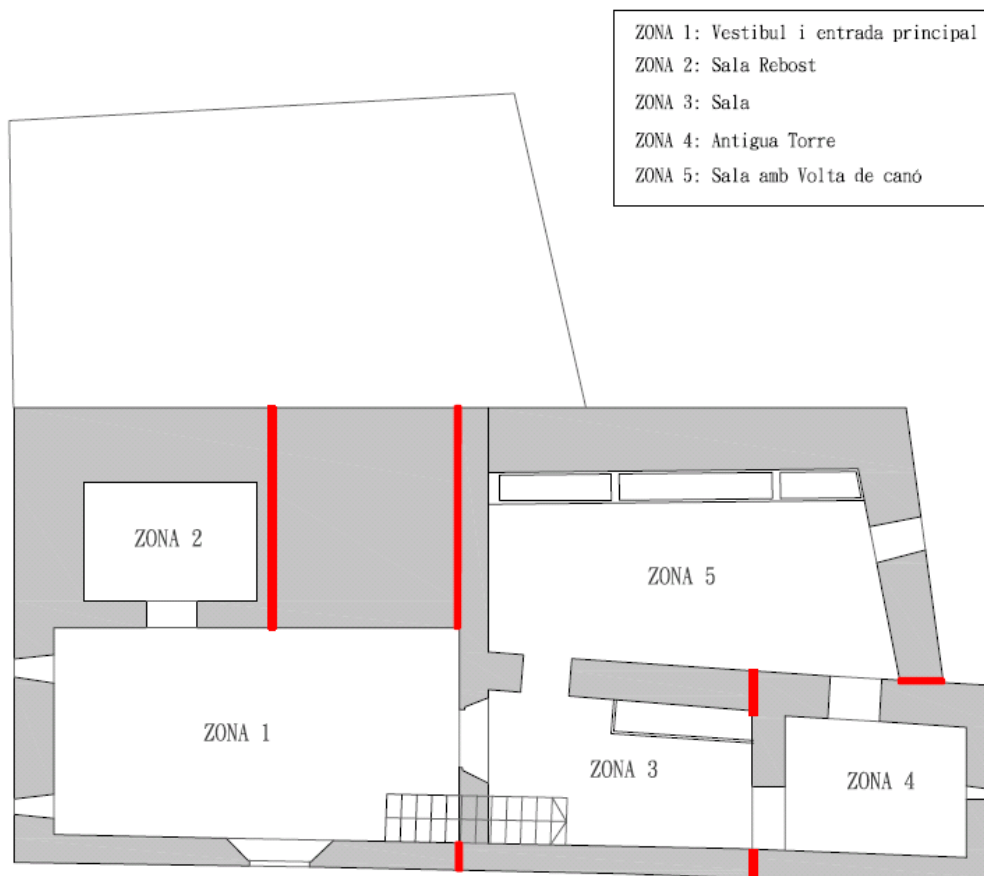 ZONA 1: Vestibul i entrada principal
ZONA 2: Sala Rebost
ZONA 3: Sala
ZONA 4: Antigua Torre
ZONA 5: Sala amb Volta de canó
ZONA 2
ZONA 5
ZONA 1
ZONA 3
ZONA 4